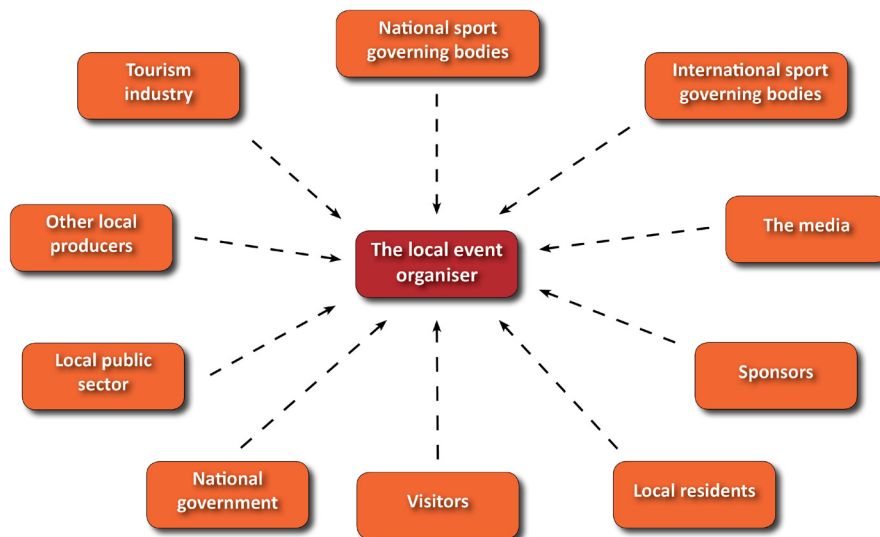 National sport
governing bodies
Tourism
industry
International sport
governing bodies
Other local
producers
The local event
organiser
The media
Local public
sector
Sponsors
National
government
Visitors
Local residents